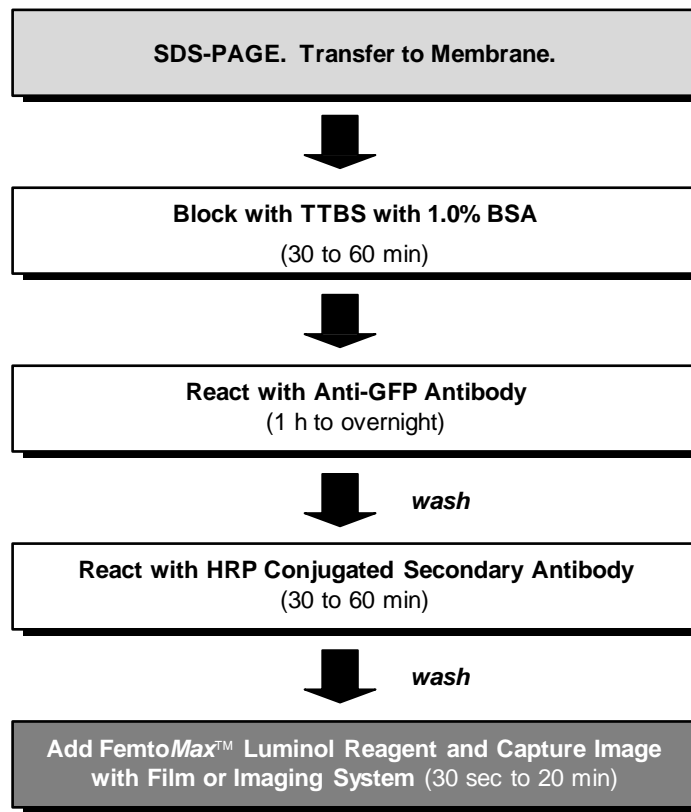 SDS-PAGE.  Transfer to Membrane.
Block with TTBS with 1.0% BSA
(30 to 60 min)
React with Anti-GFP Antibody
(1 h to overnight)
wash
React with HRP Conjugated Secondary Antibody
(30 to 60 min)
wash
Add FemtoMax™ Luminol Reagent and Capture Image
with Film or Imaging System (30 sec to 20 min)